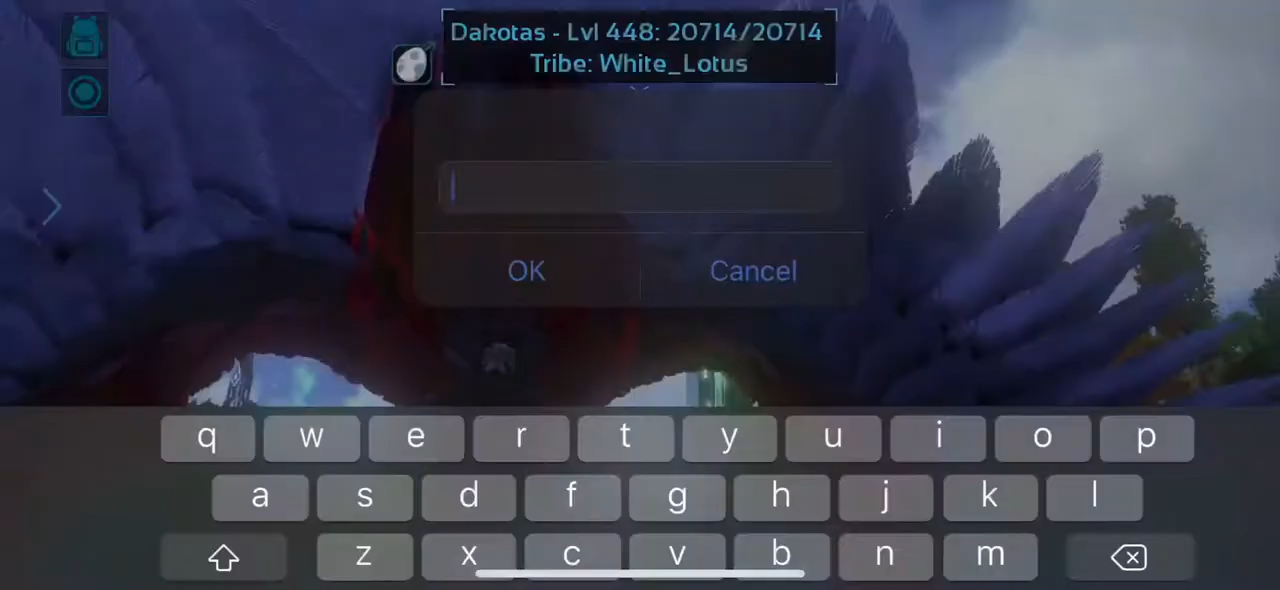 Dakotas - Lvl 448: 20714/20714
Tribe: White_Lotus
OK Cancel
q w e r t y u i o p
a s d f g h j k l
z x c v b n m